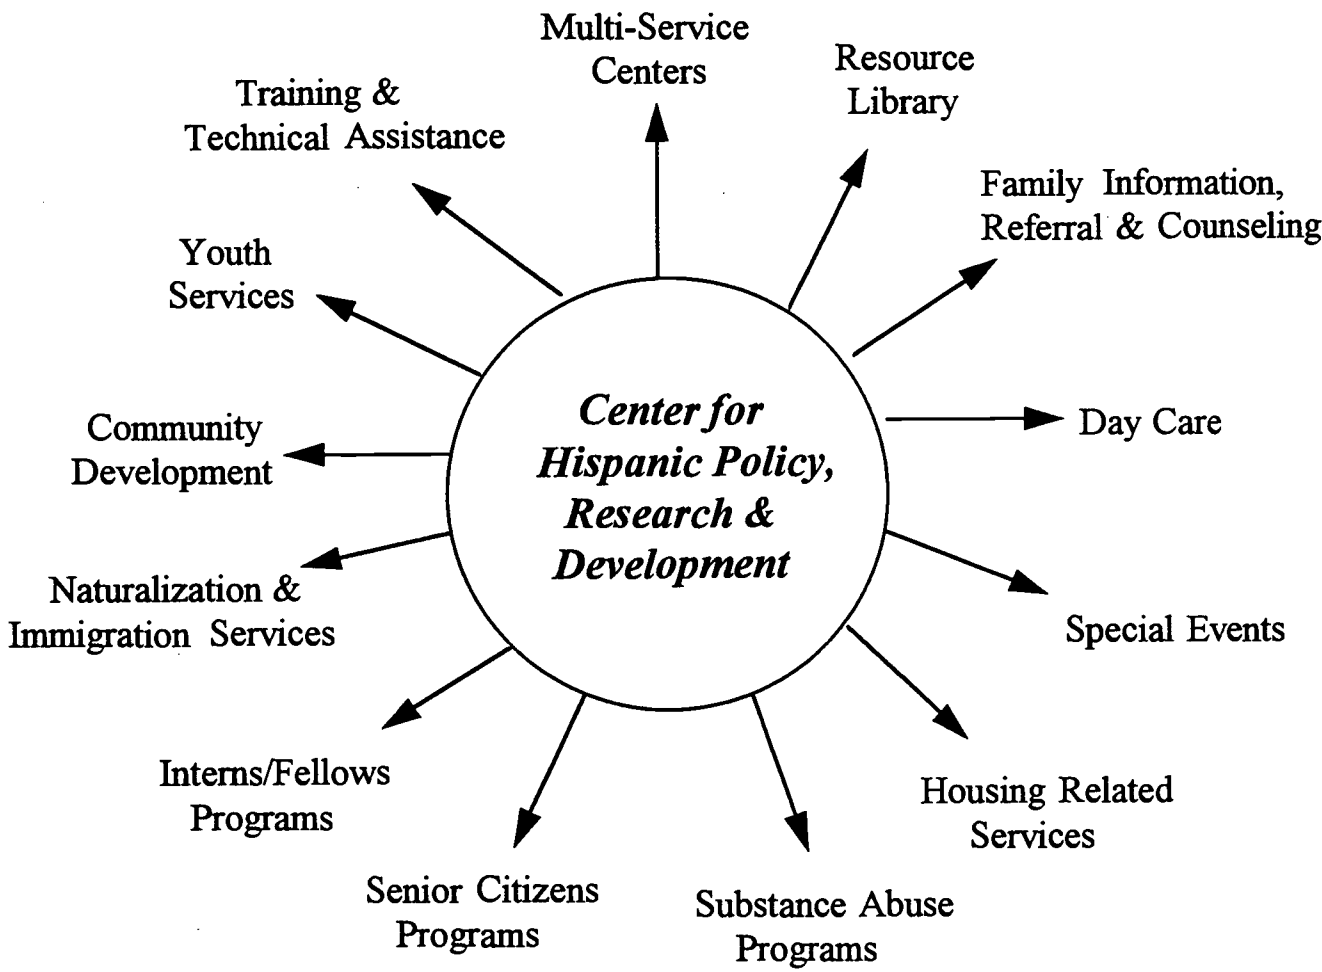 Multi-Service
Centers
Resource
Library
Training &
Technical Assistance
Family Information,
Referral & Counseling
Youth
Services
Center for
Hispanic Policy,
Research &
Development
Day Care
Community
Development
Naturalization &
Immigration Services
Special Events
Interns/Fellows
Programs
Housing Related
Services
Senior Citizens
Programs
Substance Abuse
Programs